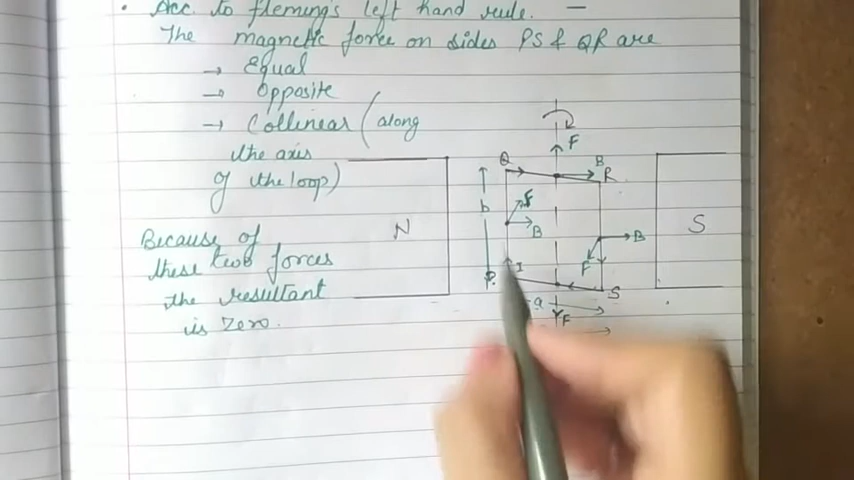 • Acc. to fleming's left hand rule. —
The magnetic force on sides PS & QR are
→ Equal
→ Opposite
→ Collinear (along
the axis
of the loop)
Because of
these two forces
the resultant
is zero.
N
Q
F
B
R
b
F
B
B
F
I
P
S
a
F
S